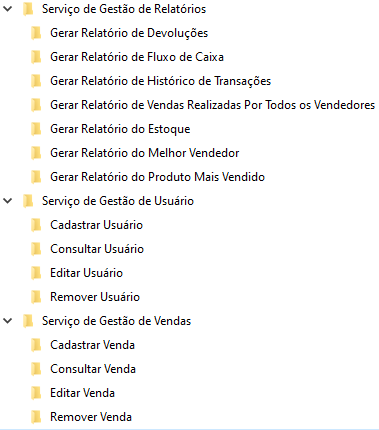 Serviço de Gestão de Relatórios
Gerar Relatório de Devoluções
Gerar Relatório de Fluxo de Caixa
Gerar Relatório de Histórico de Transações
Gerar Relatório de Vendas Realizadas Por Todos os Vendedores
Gerar Relatório do Estoque
Gerar Relatório do Melhor Vendedor
Gerar Relatório do Produto Mais Vendido
Serviço de Gestão de Usuário
Cadastrar Usuário
Consultar Usuário
Editar Usuário
Remover Usuário
Serviço de Gestão de Vendas
Cadastrar Venda
Consultar Venda
Editar Venda
Remover Venda